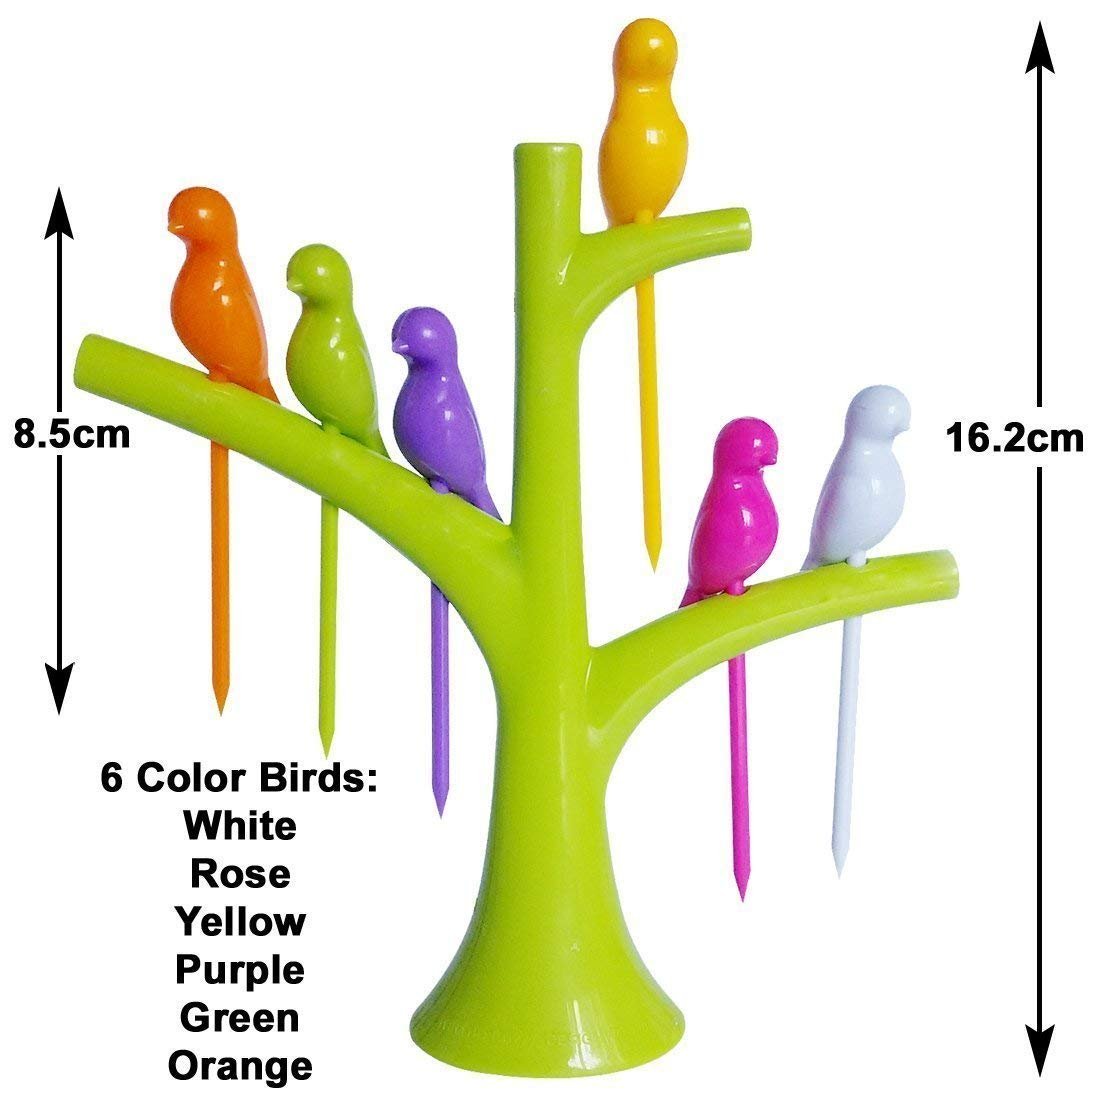 8.5cm
16.2cm
6 Color Birds:
White
Rose
Yellow
Purple
Green
Orange